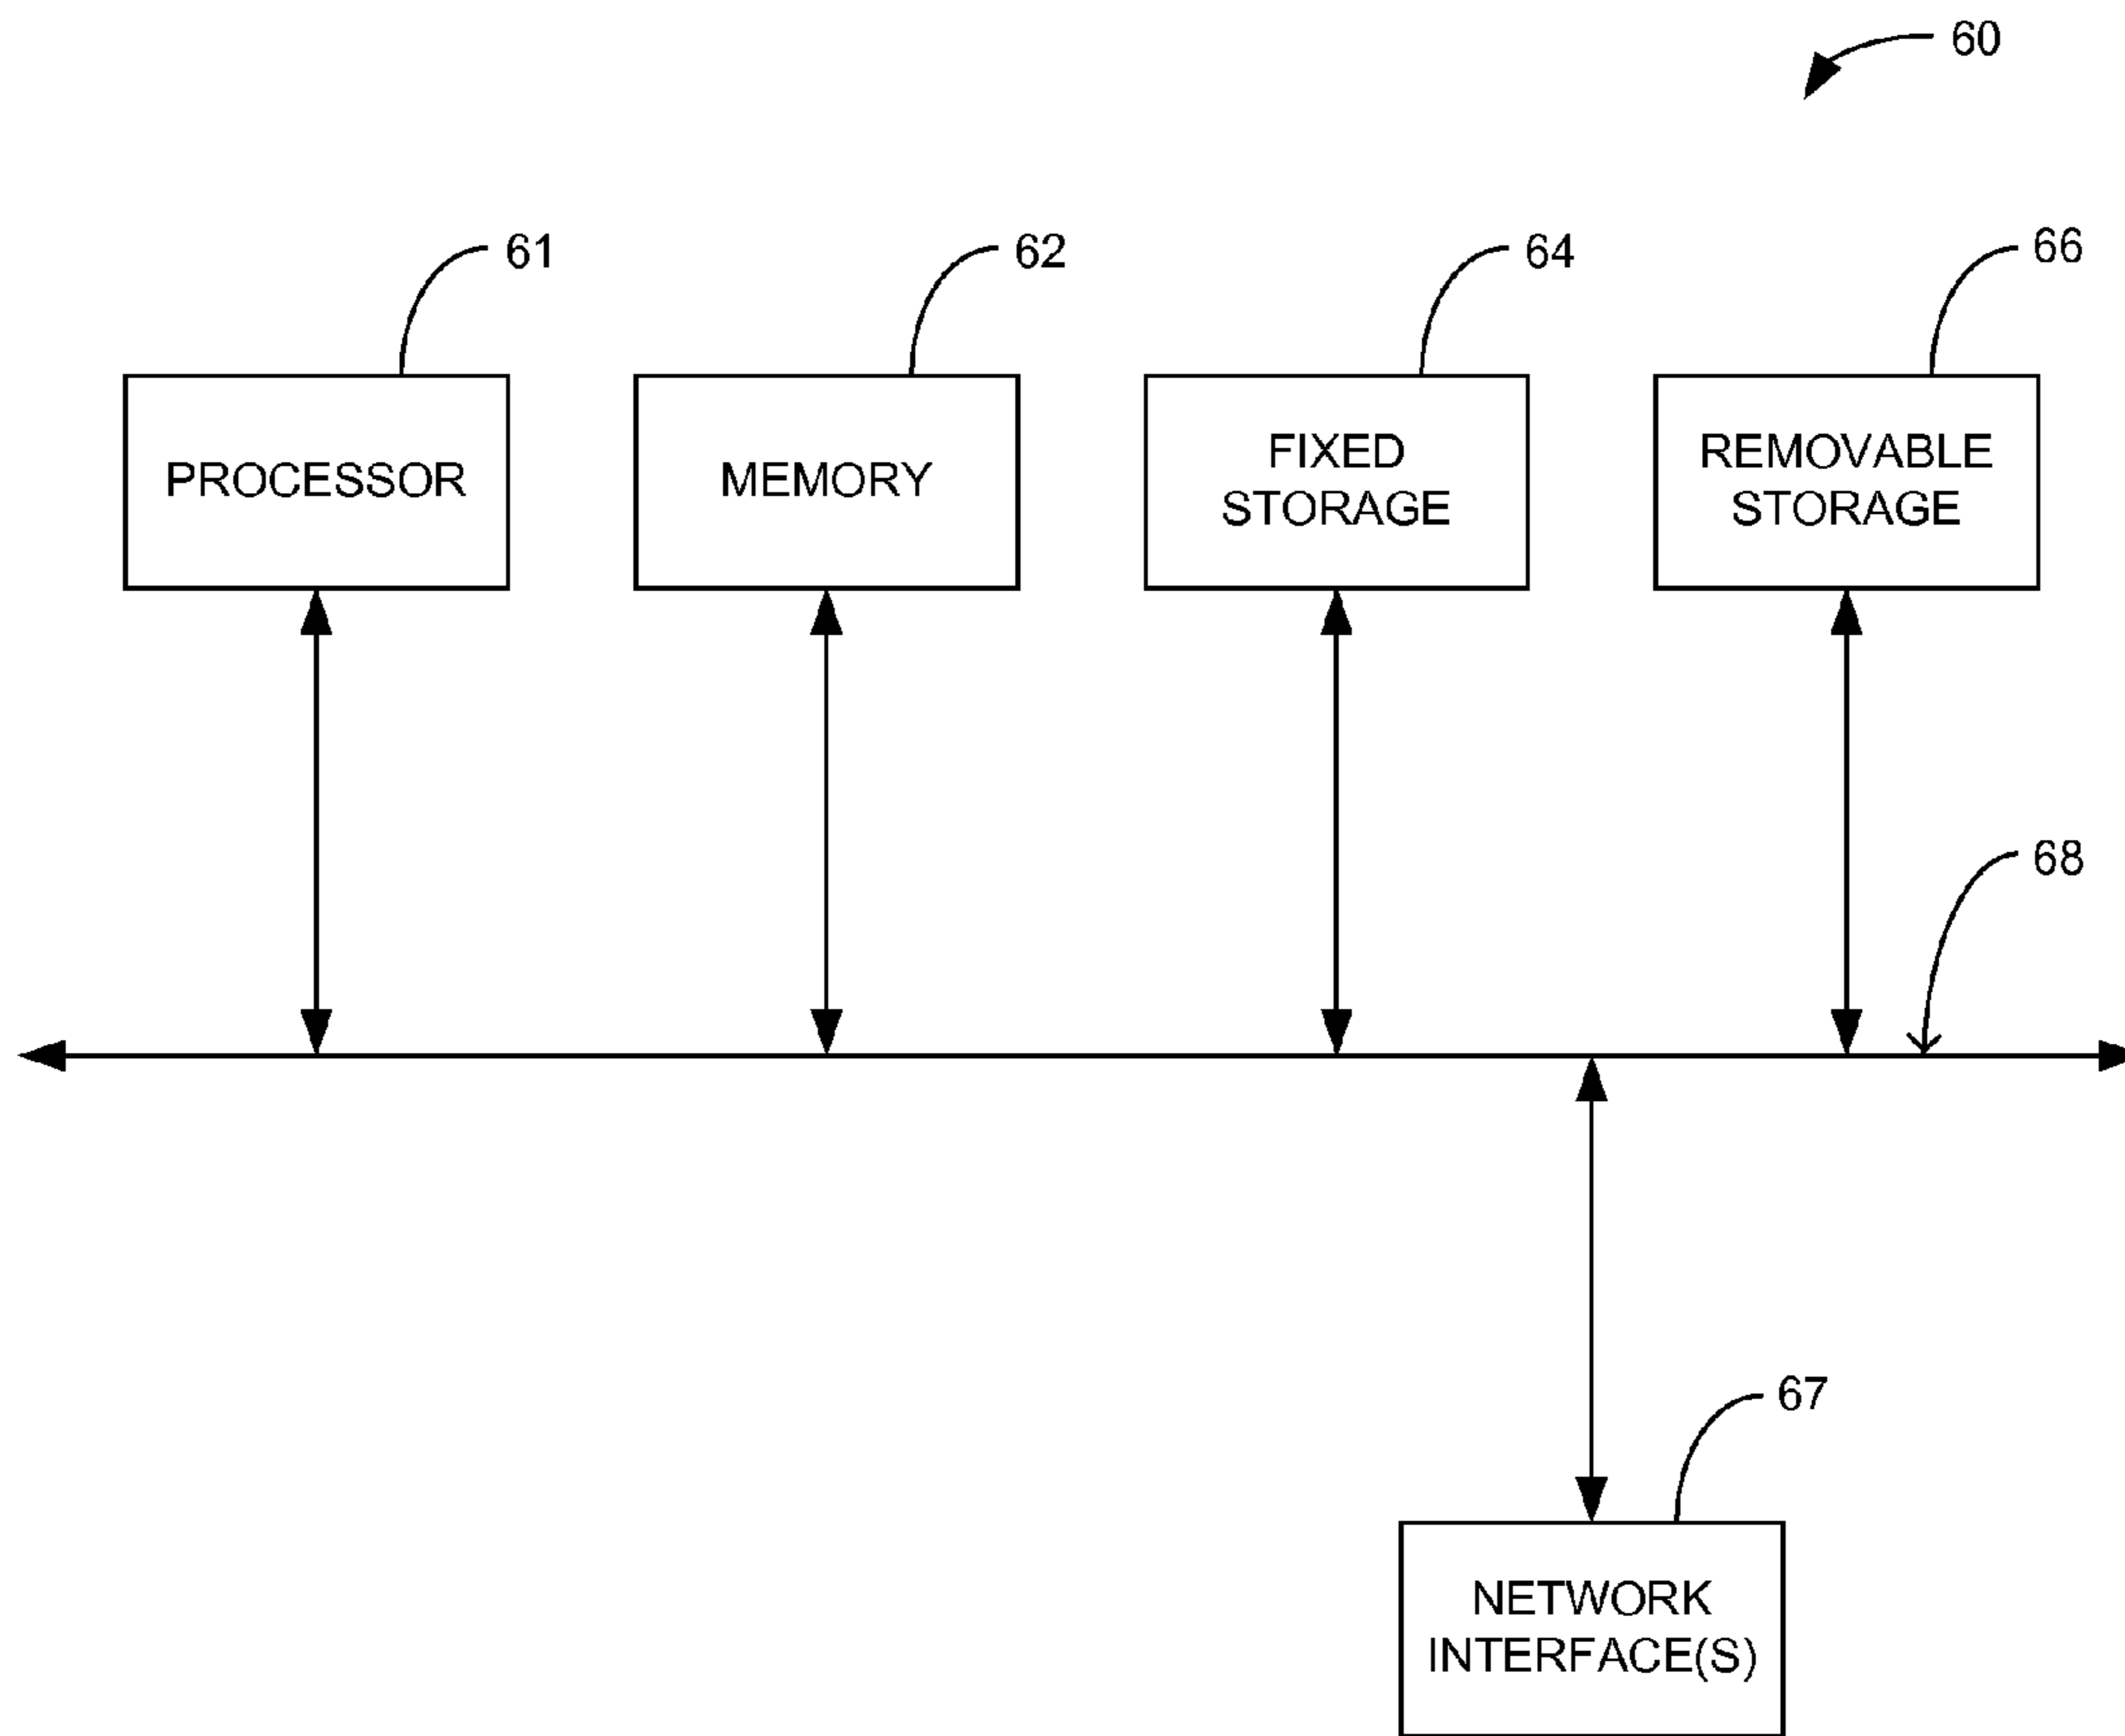 60
61
62
64
66
PROCESSOR
MEMORY
FIXED
STORAGE
REMOVABLE
STORAGE
68
67
NETWORK
INTERFACE(S)